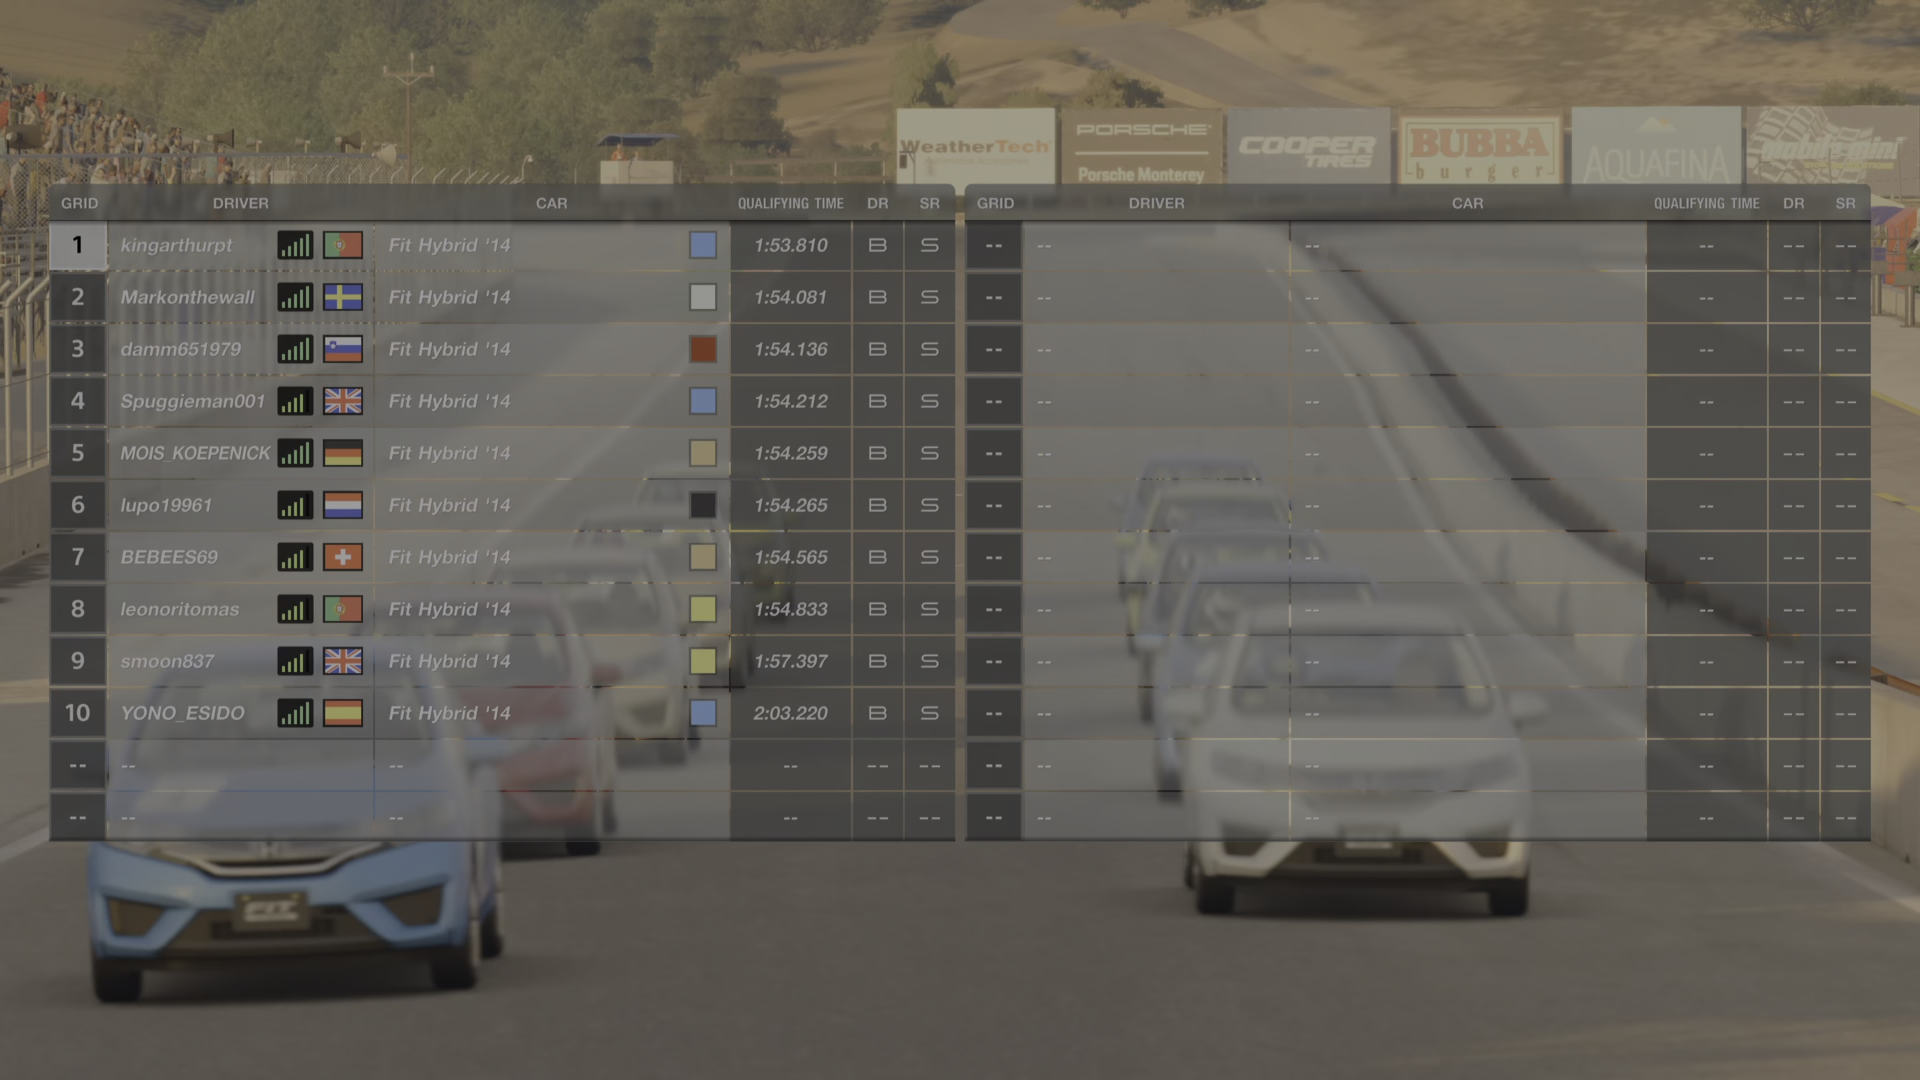 WeatherTech
PORSCHE
Porsche Monterey
COOPER TIRES
BUBBA
burger
AQUAFINA
GRID DRIVER CAR QUALIFYING TIME DR SR GRID DRIVER CAR QUALIFYING TIME DR SR
1 kingarthurpt Fit Hybrid '14 1:53.810 B S -- -- -- -- -- --
2 Markonthewall Fit Hybrid '14 1:54.081 B S -- -- -- -- -- --
3 damm651979 Fit Hybrid '14 1:54.136 B S -- -- -- -- -- --
4 Spuggieman001 Fit Hybrid '14 1:54.212 B S -- -- -- -- -- --
5 MOIS_KOEPENICK Fit Hybrid '14 1:54.259 B S -- -- -- -- -- --
6 lupo19961 Fit Hybrid '14 1:54.265 B S -- -- -- -- -- --
7 BEBEES69 Fit Hybrid '14 1:54.565 B S -- -- -- -- -- --
8 leonoritomas Fit Hybrid '14 1:54.833 B S -- -- -- -- -- --
9 smoon837 Fit Hybrid '14 1:57.397 B S -- -- -- -- -- --
10 YONO_ESIDO Fit Hybrid '14 2:03.220 B S -- -- -- -- -- --
-- -- -- -- -- -- -- -- -- -- -- --
-- -- -- -- -- -- -- -- -- -- -- --
FIT